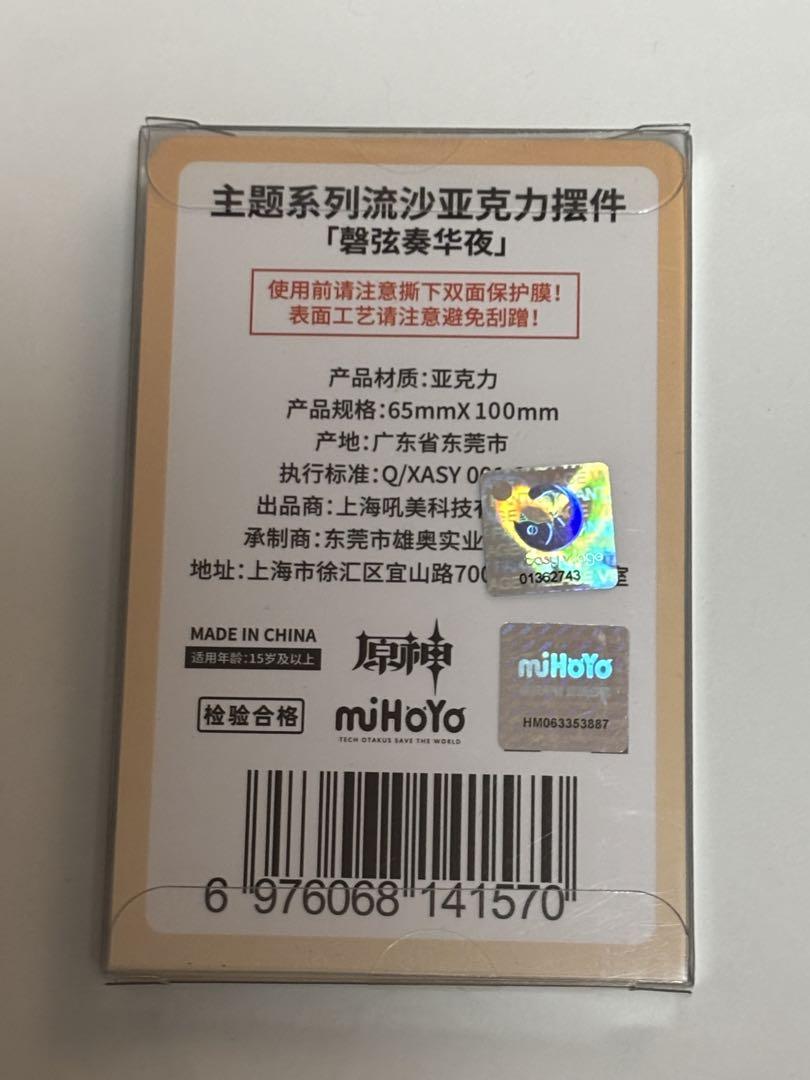 主题系列流沙亚克力摆件
「磬弦奏华夜」
使用前请注意撕下双面保护膜！
表面工艺请注意避免刮蹭！
产品材质：亚克力
产品规格：65mmX100mm
产地：广东省东莞市
执行标准：Q/XASY 001
出品商：上海吼美科技
承制商：东莞市雄奥实业
地址：上海市徐汇区宜山路700 室
Easy Village
01362743
MADE IN CHINA
适用年龄：15岁及以上
原神
miHoYo
HM063353887
检验合格
miHoYo
TECH OTAKUS SAVE THE WORLD
6 976068 141570